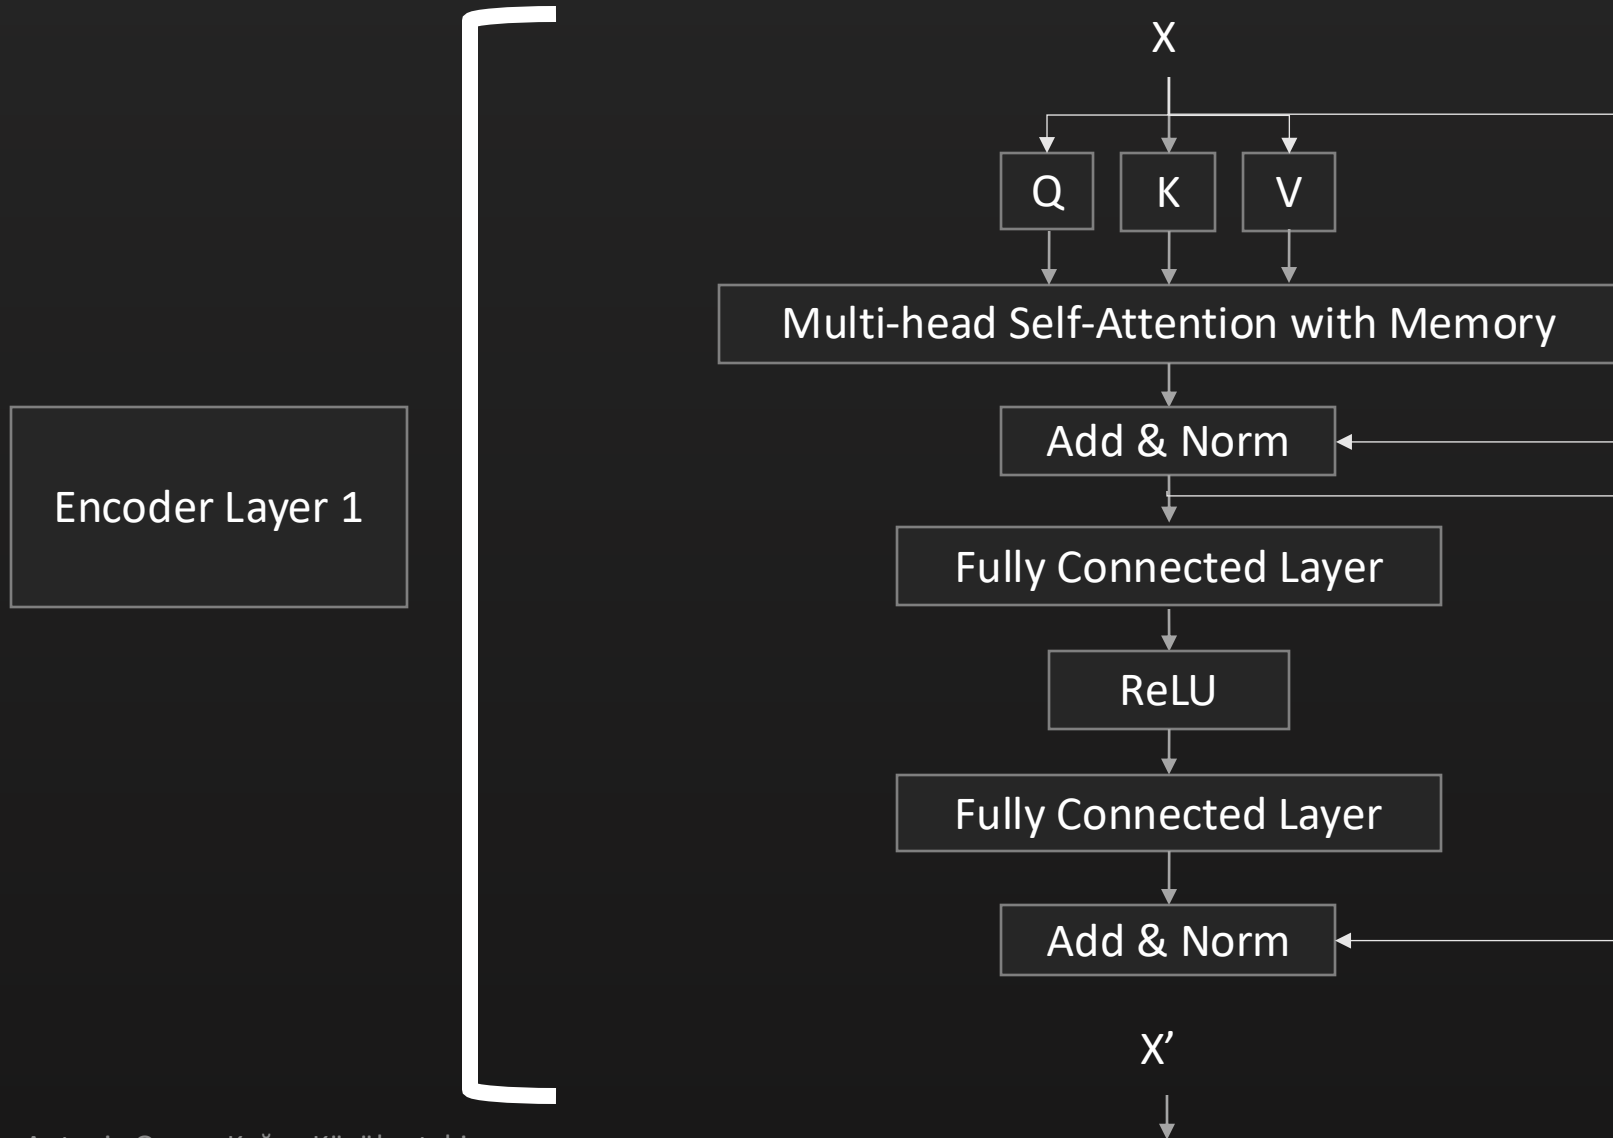 X
Q K V
Multi-head Self-Attention with Memory
Add & Norm
Encoder Layer 1
Fully Connected Layer
ReLU
Fully Connected Layer
Add & Norm
X’